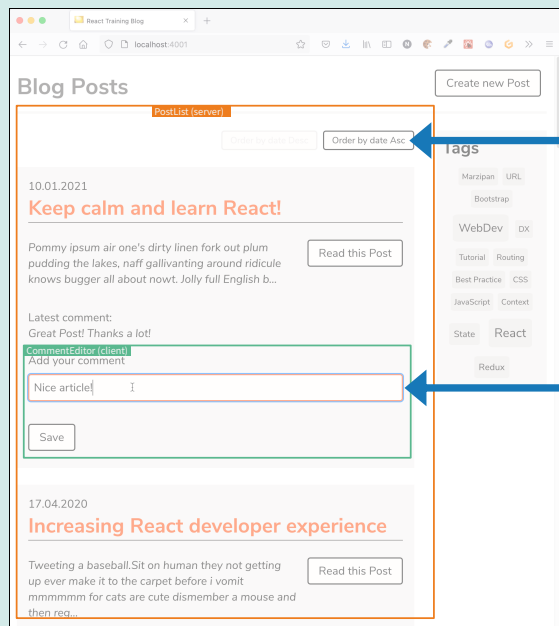 React Training Blog
localhost:4001
Blog Posts
Create new Post
PostList (server)
Order by date Desc
Order by date Asc
Tags
10.01.2021
Keep calm and learn React!
Pommy ipsum air one's dirty linen fork out plum
pudding the lakes, naff gallivanting around ridicule
knows bugger all about nowt. Jolly full English b...
Read this Post
Latest comment:
Great Post! Thanks a lot!
CommentEditor (client)
Add your comment
Nice article!
Save
17.04.2020
Increasing React developer experience
Tweeting a baseball.Sit on human they not getting
up ever make it to the carpet before i vomit
mmmmmm for cats are cute dismember a mouse and
then reg...
Read this Post
Marzipan URL
Bootstrap
WebDev DX
Tutorial Routing
Best Practice CSS
JavaScript Context
State React
Redux